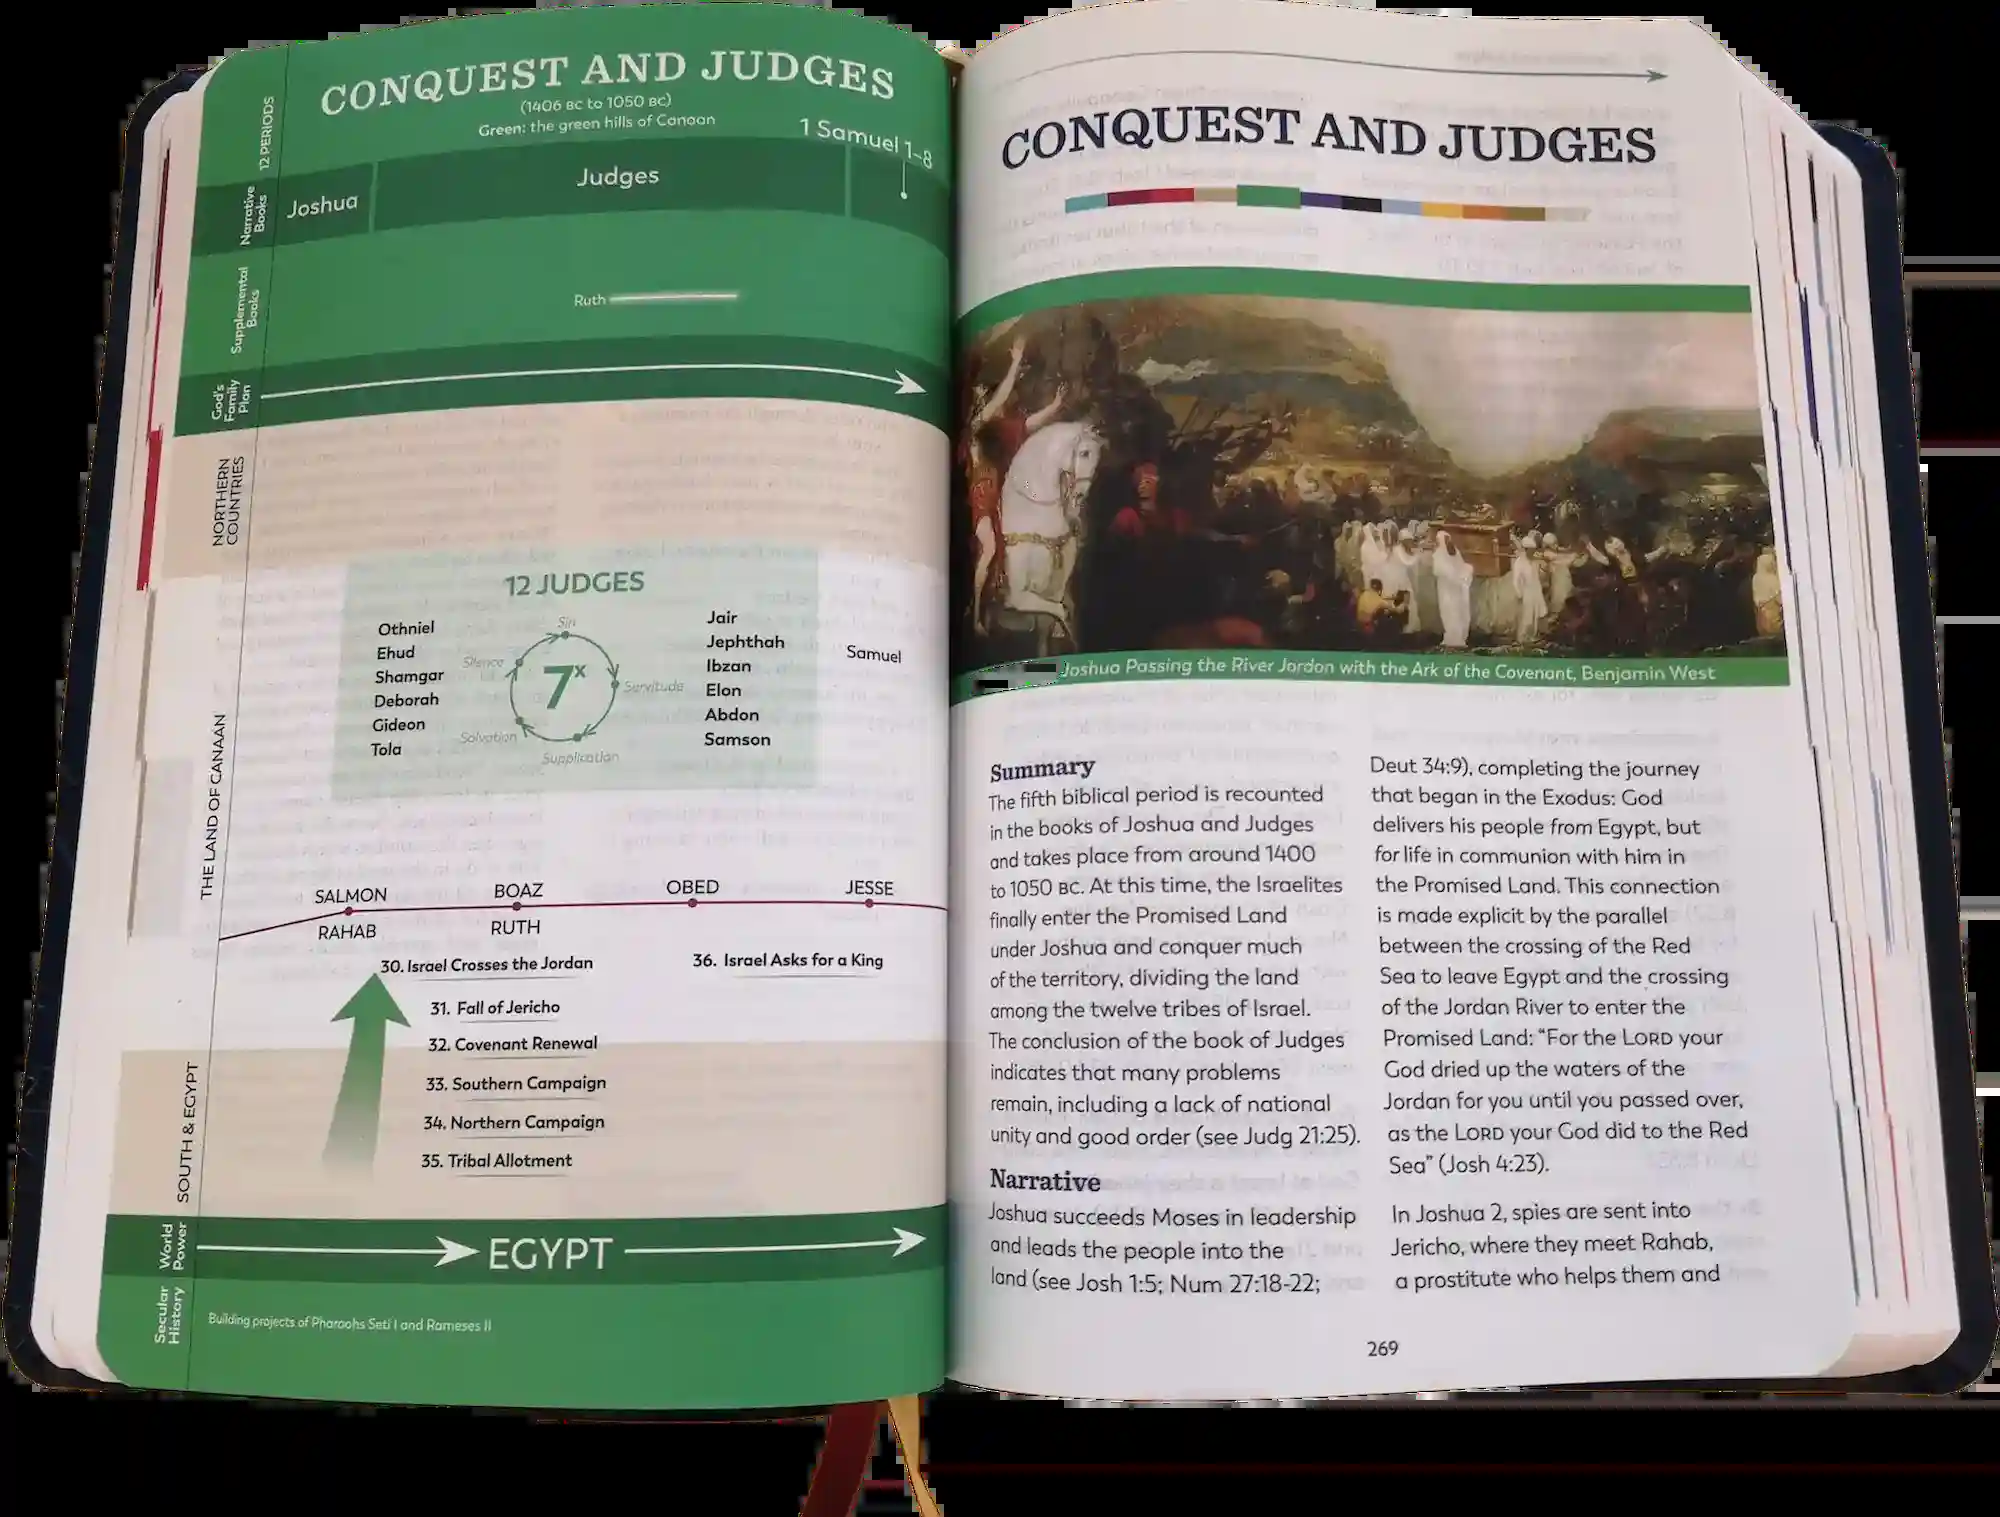 CONQUEST AND JUDGES
(1406 BC to 1050 BC)
Green: the green hills of Canaan
12 PERIODS
1 Samuel 1–8
Narrative
Books
Joshua
Judges
Supplemental
Books
Ruth
God's
Family
Plan
NORTHERN
COUNTRIES
THE LAND OF CANAAN
12 JUDGES
Othniel
Ehud
Shamgar
Deborah
Gideon
Tola
Sin
Silence
7x
Servitude
Salvation
Supplication
Jair
Jephthah
Ibzan
Elon
Abdon
Samson
Samuel
SALMON
BOAZ
OBED
JESSE
RAHAB
RUTH
30. Israel Crosses the Jordan
36. Israel Asks for a King
31. Fall of Jericho
32. Covenant Renewal
33. Southern Campaign
34. Northern Campaign
35. Tribal Allotment
SOUTH & EGYPT
World
Power
EGYPT
Secular
History
Building projects of Pharaohs Seti I and Rameses II
CONQUEST AND JUDGES
Joshua Passing the River Jordon with the Ark of the Covenant, Benjamin West
Summary
The fifth biblical period is recounted
in the books of Joshua and Judges
and takes place from around 1400
to 1050 BC. At this time, the Israelites
finally enter the Promised Land
under Joshua and conquer much
of the territory, dividing the land
among the twelve tribes of Israel.
The conclusion of the book of Judges
indicates that many problems
remain, including a lack of national
unity and good order (see Judg 21:25).
Narrative
Joshua succeeds Moses in leadership
and leads the people into the
land (see Josh 1:5; Num 27:18-22;
Deut 34:9), completing the journey
that began in the Exodus: God
delivers his people from Egypt, but
for life in communion with him in
the Promised Land. This connection
is made explicit by the parallel
between the crossing of the Red
Sea to leave Egypt and the crossing
of the Jordan River to enter the
Promised Land: “For the LORD your
God dried up the waters of the
Jordan for you until you passed over,
as the LORD your God did to the Red
Sea” (Josh 4:23).
In Joshua 2, spies are sent into
Jericho, where they meet Rahab,
a prostitute who helps them and
269